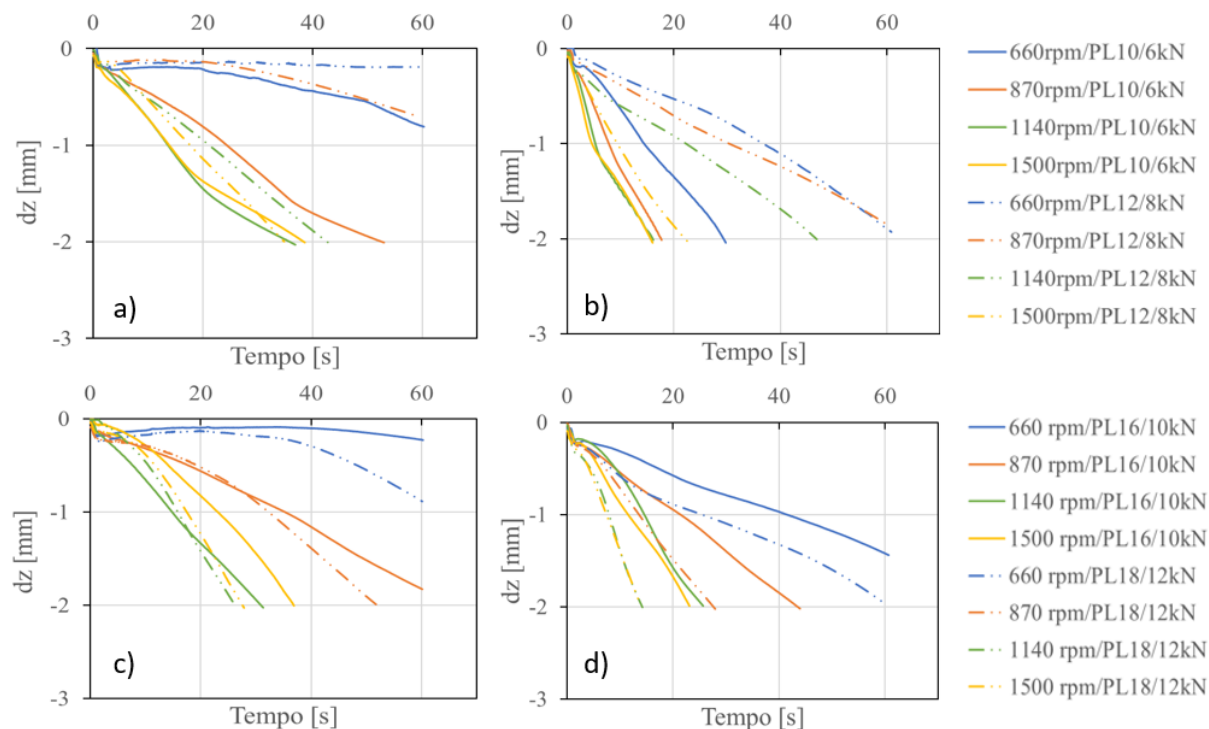 0 20 40 60
0
-1
-2
-3
dz [mm]
a)
Tempo [s]
0 20 40 60
0
-1
-2
-3
dz [mm]
b)
Tempo [s]
660rpm/PL10/6kN
870rpm/PL10/6kN
1140rpm/PL10/6kN
1500rpm/PL10/6kN
660rpm/PL12/8kN
870rpm/PL12/8kN
1140rpm/PL12/8kN
1500rpm/PL12/8kN
0 20 40 60
0
-1
-2
-3
dz [mm]
c)
Tempo [s]
0 20 40 60
0
-1
-2
-3
dz [mm]
d)
Tempo [s]
660 rpm/PL16/10kN
870 rpm/PL16/10kN
1140 rpm/PL16/10kN
1500 rpm/PL16/10kN
660 rpm/PL18/12kN
870 rpm/PL18/12kN
1140 rpm/PL18/12kN
1500 rpm/PL18/12kN